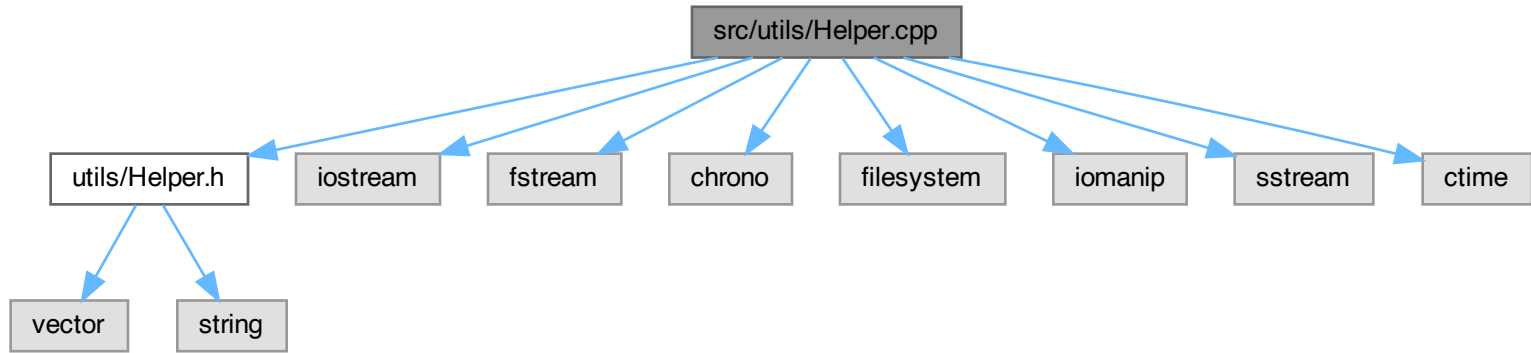 src/utils/Helper.cpp
utils/Helper.h
iostream
fstream
chrono
filesystem
iomanip
sstream
ctime
vector
string